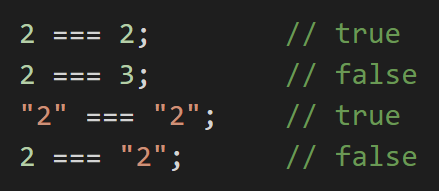 2 === 2; // true
2 === 3; // false
"2" === "2"; // true
2 === "2"; // false